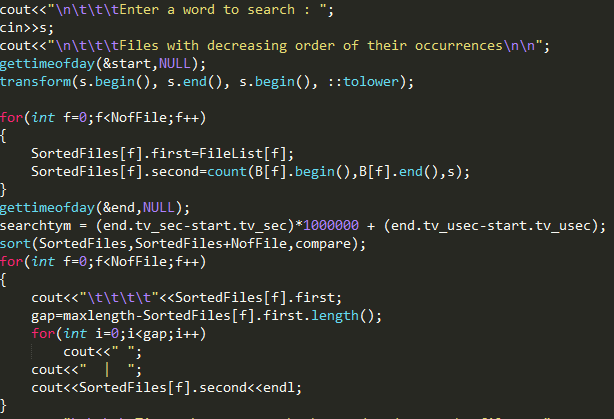 cout<<"\n\t\t\tEnter a word to search : ";
cin>>s;
cout<<"\n\t\t\tFiles with decreasing order of their occurrences\n\n";
gettimeofday(&start,NULL);
transform(s.begin(), s.end(), s.begin(), ::tolower);
for(int f=0;f<NofFile;f++)
{
    SortedFiles[f].first=FileList[f];
    SortedFiles[f].second=count(B[f].begin(),B[f].end(),s);
}
gettimeofday(&end,NULL);
searchtym = (end.tv_sec-start.tv_sec)*1000000 + (end.tv_usec-start.tv_usec);
sort(SortedFiles,SortedFiles+NofFile,compare);
for(int f=0;f<NofFile;f++)
{
    cout<<"\t\t\t\t"<<SortedFiles[f].first;
    gap=maxlength-SortedFiles[f].first.length();
    for(int i=0;i<gap;i++)
        cout<<" ";
    cout<<"  |  ";
    cout<<SortedFiles[f].second<<endl;
}